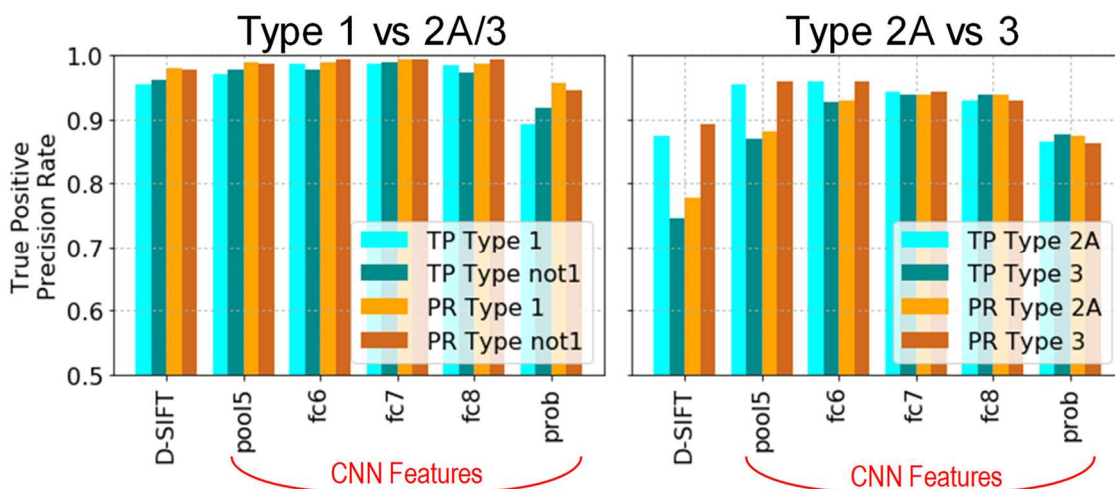 Type 1 vs 2A/3
Type 2A vs 3
True Positive
Precision Rate
1.0
0.9
0.8
0.7
0.6
0.5
TP Type 1
TP Type not1
PR Type 1
PR Type not1
TP Type 2A
TP Type 3
PR Type 2A
PR Type 3
D-SIFT
pool5
fc6
fc7
fc8
prob
D-SIFT
pool5
fc6
fc7
fc8
prob
CNN Features
CNN Features